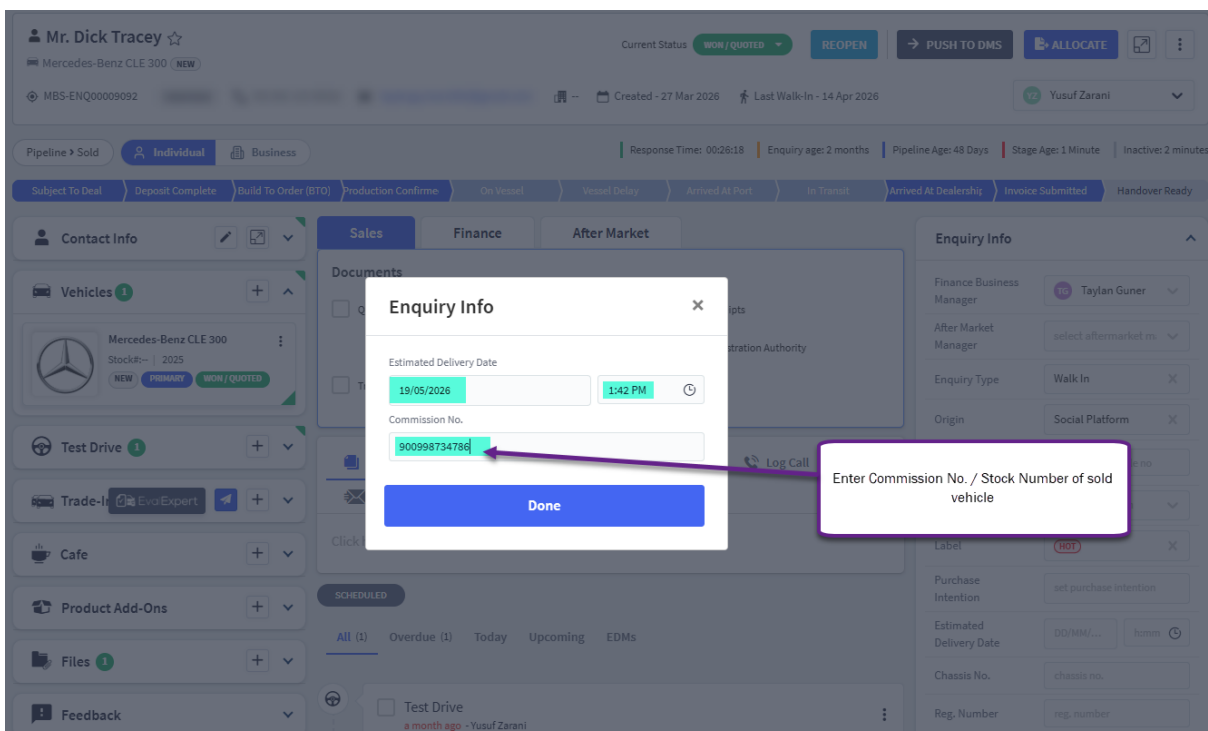 Mr. Dick Tracey
Mercedes-Benz CLE 300 NEW
Current Status WON / QUOTED REOPEN PUSH TO DMS ALLOCATE
MBS-ENQ00009092 -- Created - 27 Mar 2026 Last Walk-In - 14 Apr 2026
YZ Yusuf Zarani
Pipeline > Sold Individual Business
Response Time: 00:26:18 Enquiry age: 2 months Pipeline Age: 48 Days Stage Age: 1 Minute Inactive: 2 minutes
Subject To Deal Deposit Complete Build To Order (BTO) Production Confirme On Vessel Vessel Delay Arrived At Port In Transit Arrived At Dealership Invoice Submitted Handover Ready
Contact Info
Vehicles 1
Mercedes-Benz CLE 300
Stock#:-- | 2025
NEW PRIMARY WON / QUOTED
Test Drive 1
Trade-In EvalExpert
Cafe
Product Add-Ons
Files 1
Feedback
Sales Finance After Market
Documents
Enquiry Info
Estimated Delivery Date
19/05/2026 1:42 PM
Commission No.
900998734786
Done
Log Call
SCHEDULED
All (1) Overdue (1) Today Upcoming EDMs
Test Drive
a month ago - Yusuf Zarani
Enter Commission No. / Stock Number of sold
vehicle
Enquiry Info
Finance Business
Manager
TG Taylan Guner
After Market
Manager
select aftermarket m
Enquiry Type Walk In
Origin Social Platform
Label HOT
Purchase
Intention
set purchase intention
Estimated
Delivery Date
DD/MM/... h:mm
Chassis No. chassis no.
Reg. Number reg. number